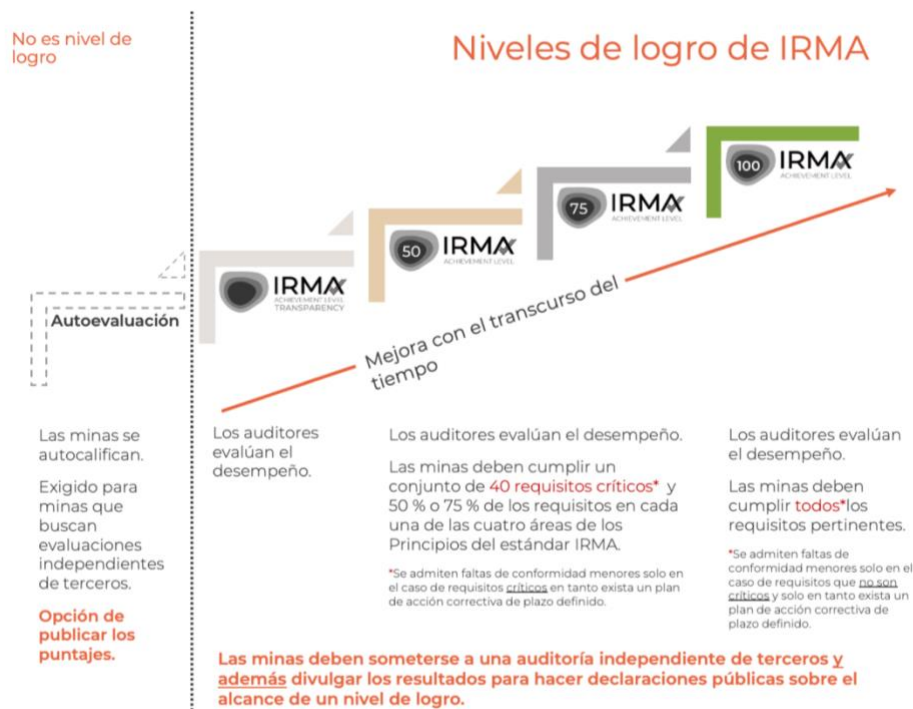 No es nivel de
logro
Niveles de logro de IRMA
Autoevaluación
IRMA
ACHIEVEMENT LEVEL
TRANSPARENCY
50 IRMA
ACHIEVEMENT LEVEL
75 IRMA
ACHIEVEMENT LEVEL
100 IRMA
ACHIEVEMENT LEVEL
Mejora con el transcurso del
tiempo
Las minas se
autocalifican.
Exigido para
minas que
buscan
evaluaciones
independientes
de terceros.
Opción de
publicar los
puntajes.
Los auditores
evalúan el
desempeño.
Los auditores evalúan el desempeño.
Las minas deben cumplir un
conjunto de 40 requisitos críticos* y
50 % o 75 % de los requisitos en cada
una de las cuatro áreas de los
Principios del estándar IRMA.
*Se admiten faltas de conformidad menores solo en
el caso de requisitos críticos en tanto exista un plan
de acción correctiva de plazo definido.
Los auditores evalúan
el desempeño.
Las minas deben
cumplir todos*los
requisitos pertinentes.
*Se admiten faltas de
conformidad menores solo en el
caso de requisitos que no son
críticos y solo en tanto exista un
plan de acción correctiva de
plazo definido.
Las minas deben someterse a una auditoría independiente de terceros y
además divulgar los resultados para hacer declaraciones públicas sobre el
alcance de un nivel de logro.